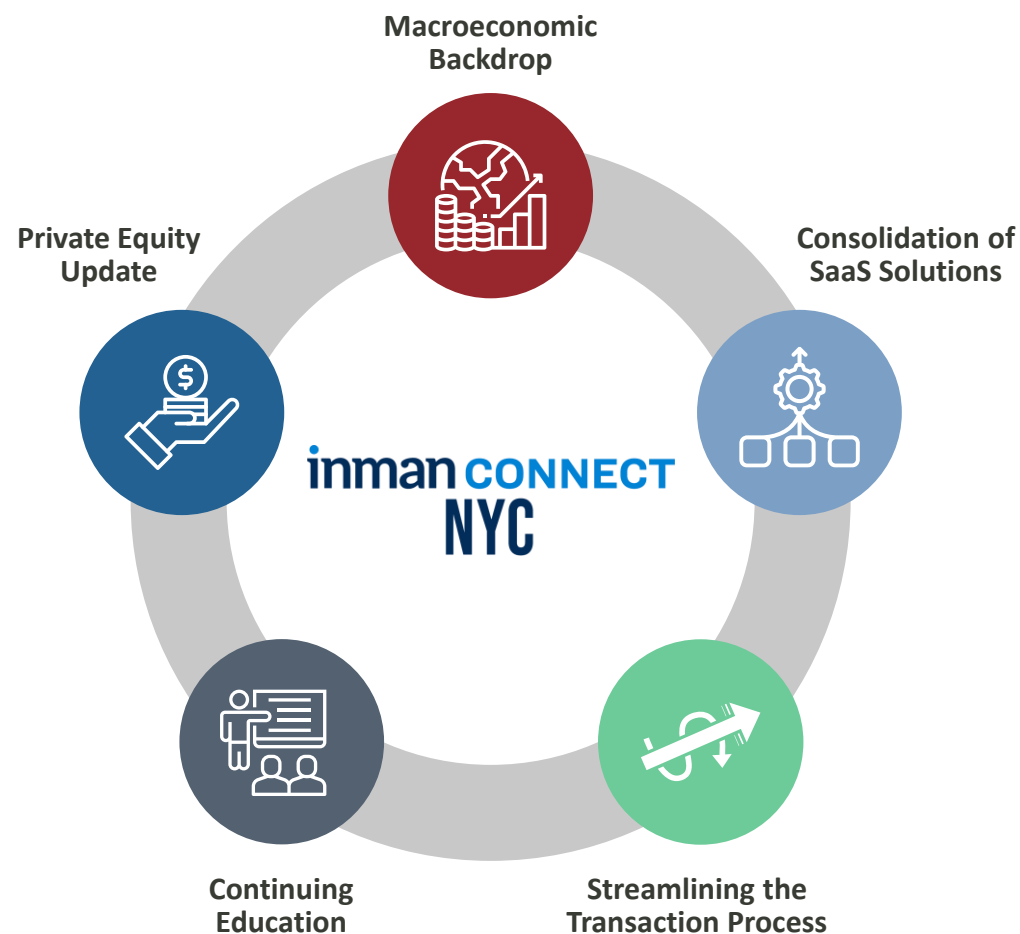 Macroeconomic
Backdrop
Private Equity
Update
Consolidation of
SaaS Solutions
$
inman CONNECT
NYC
Continuing
Education
Streamlining the
Transaction Process